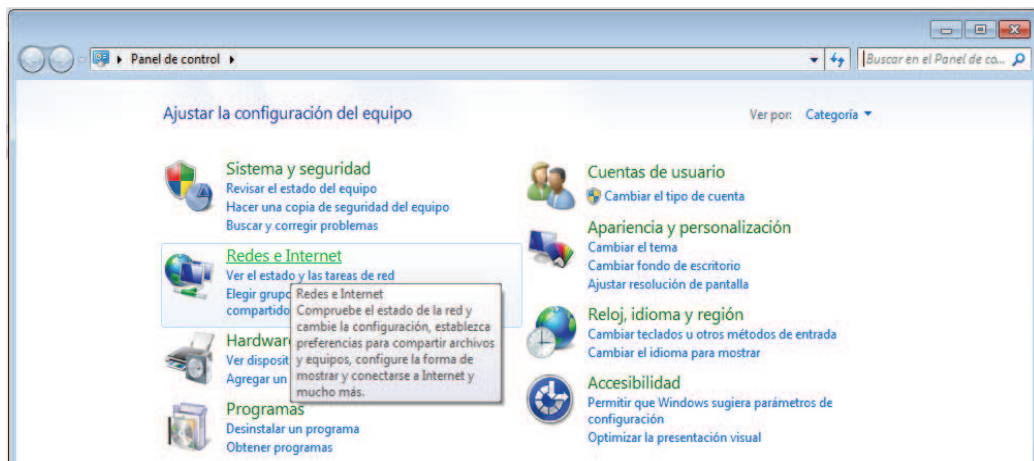 Panel de control
Buscar en el Panel de co...
Ajustar la configuración del equipo
Ver por: Categoría
Sistema y seguridad
Revisar el estado del equipo
Hacer una copia de seguridad del equipo
Buscar y corregir problemas
Redes e Internet
Ver el estado y las tareas de red
Elegir grupo
compartido
Redes e Internet
Compruebe el estado de la red y
cambie la configuración, establezca
preferencias para compartir archivos
y equipos, configure la forma de
mostrar y conectarse a Internet y
mucho más.
Hardware
Ver disposit
Agregar un
Programas
Desinstalar un programa
Obtener programas
Cuentas de usuario
Cambiar el tipo de cuenta
Apariencia y personalización
Cambiar el tema
Cambiar fondo de escritorio
Ajustar resolución de pantalla
Reloj, idioma y región
Cambiar teclados u otros métodos de entrada
Cambiar el idioma para mostrar
Accesibilidad
Permitir que Windows sugiera parámetros de
configuración
Optimizar la presentación visual